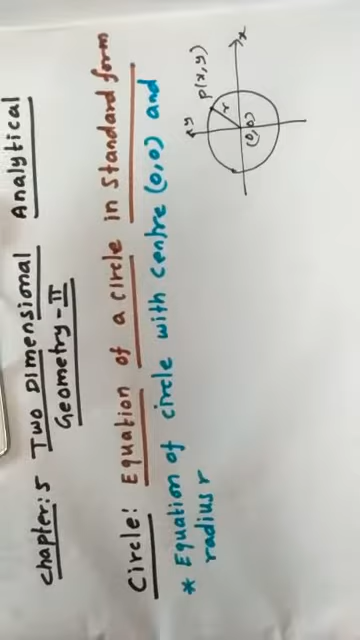 Chapter: 5 Two Dimensional Analytical
Geometry-II
Circle: Equation of a circle in standard form
* Equation of circle with centre (0,0) and
radius r
y
P(x,y)
r
(0,0)
x